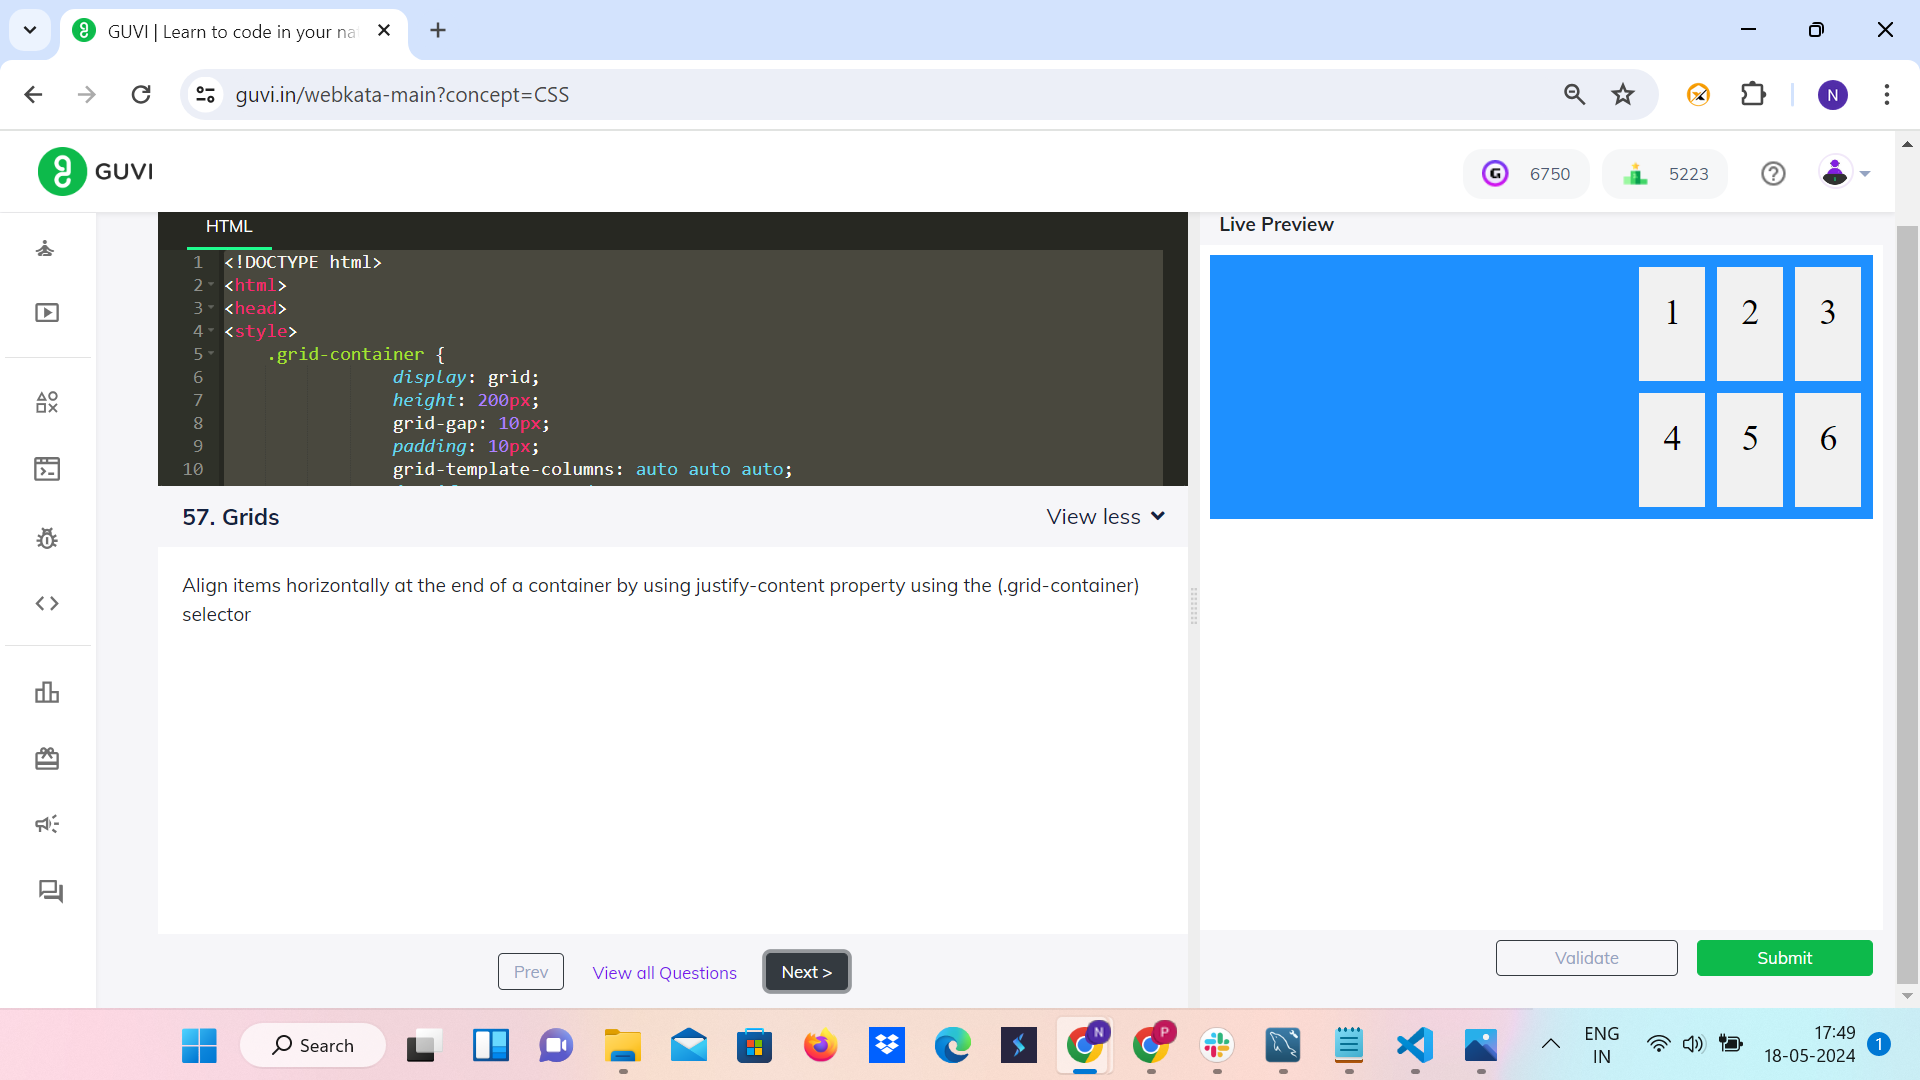 GUVI | Learn to code in your na
guvi.in/webkata-main?concept=CSS
N
GUVI
6750
5223
HTML
1 <!DOCTYPE html>
2 <html>
3 <head>
4 <style>
5 .grid-container {
6 display: grid;
7 height: 200px;
8 grid-gap: 10px;
9 padding: 10px;
10 grid-template-columns: auto auto auto;
57. Grids
View less
Align items horizontally at the end of a container by using justify-content property using the (.grid-container)
selector
Prev
View all Questions
Next >
Live Preview
1 2 3
4 5 6
Validate
Submit
Search
N
P
ENG
IN
17:49
18-05-2024
1